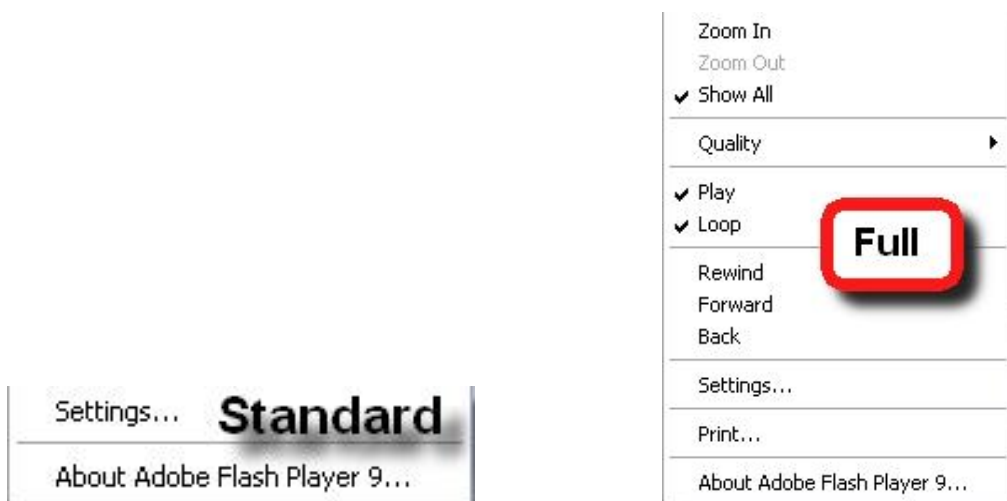 Settings... Standard
About Adobe Flash Player 9...
Zoom In
Zoom Out
Show All
Quality
Play
Loop
Full
Rewind
Forward
Back
Settings...
Print...
About Adobe Flash Player 9...